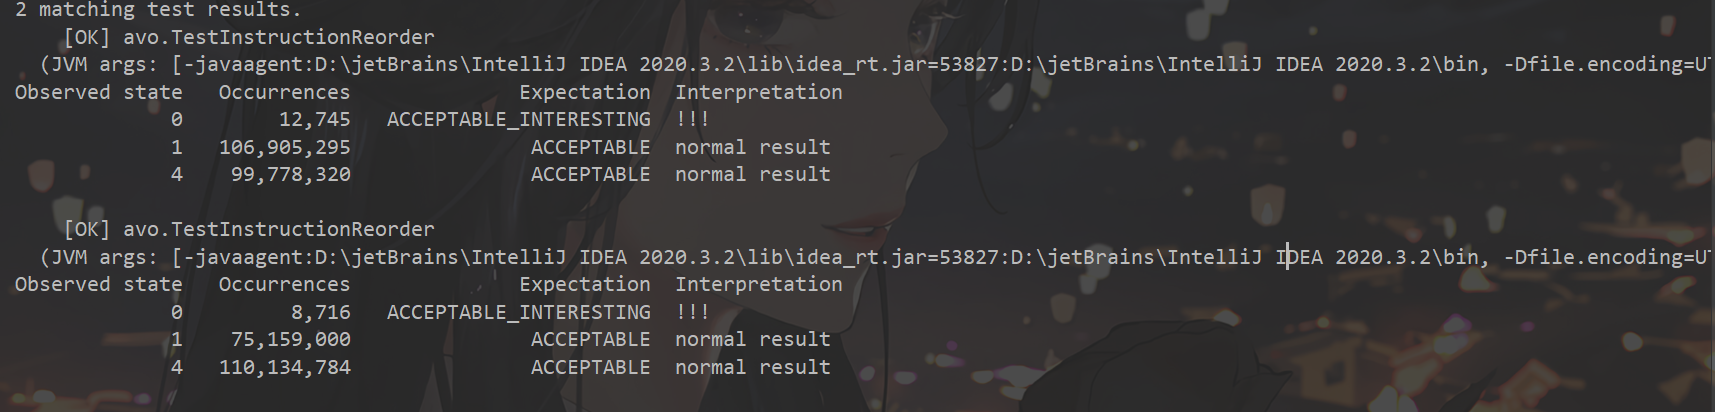 2 matching test results.
[OK] avo.TestInstructionReorder
(JVM args: [-javaagent:D:\jetBrains\IntelliJ IDEA 2020.3.2\lib\idea_rt.jar=53827:D:\jetBrains\IntelliJ IDEA 2020.3.2\bin, -Dfile.encoding=UT
Observed state Occurrences Expectation Interpretation
0 12,745 ACCEPTABLE_INTERESTING !!!
1 106,905,295 ACCEPTABLE normal result
4 99,778,320 ACCEPTABLE normal result
[OK] avo.TestInstructionReorder
(JVM args: [-javaagent:D:\jetBrains\IntelliJ IDEA 2020.3.2\lib\idea_rt.jar=53827:D:\jetBrains\IntelliJ IDEA 2020.3.2\bin, -Dfile.encoding=UT
Observed state Occurrences Expectation Interpretation
0 8,716 ACCEPTABLE_INTERESTING !!!
1 75,159,000 ACCEPTABLE normal result
4 110,134,784 ACCEPTABLE normal result